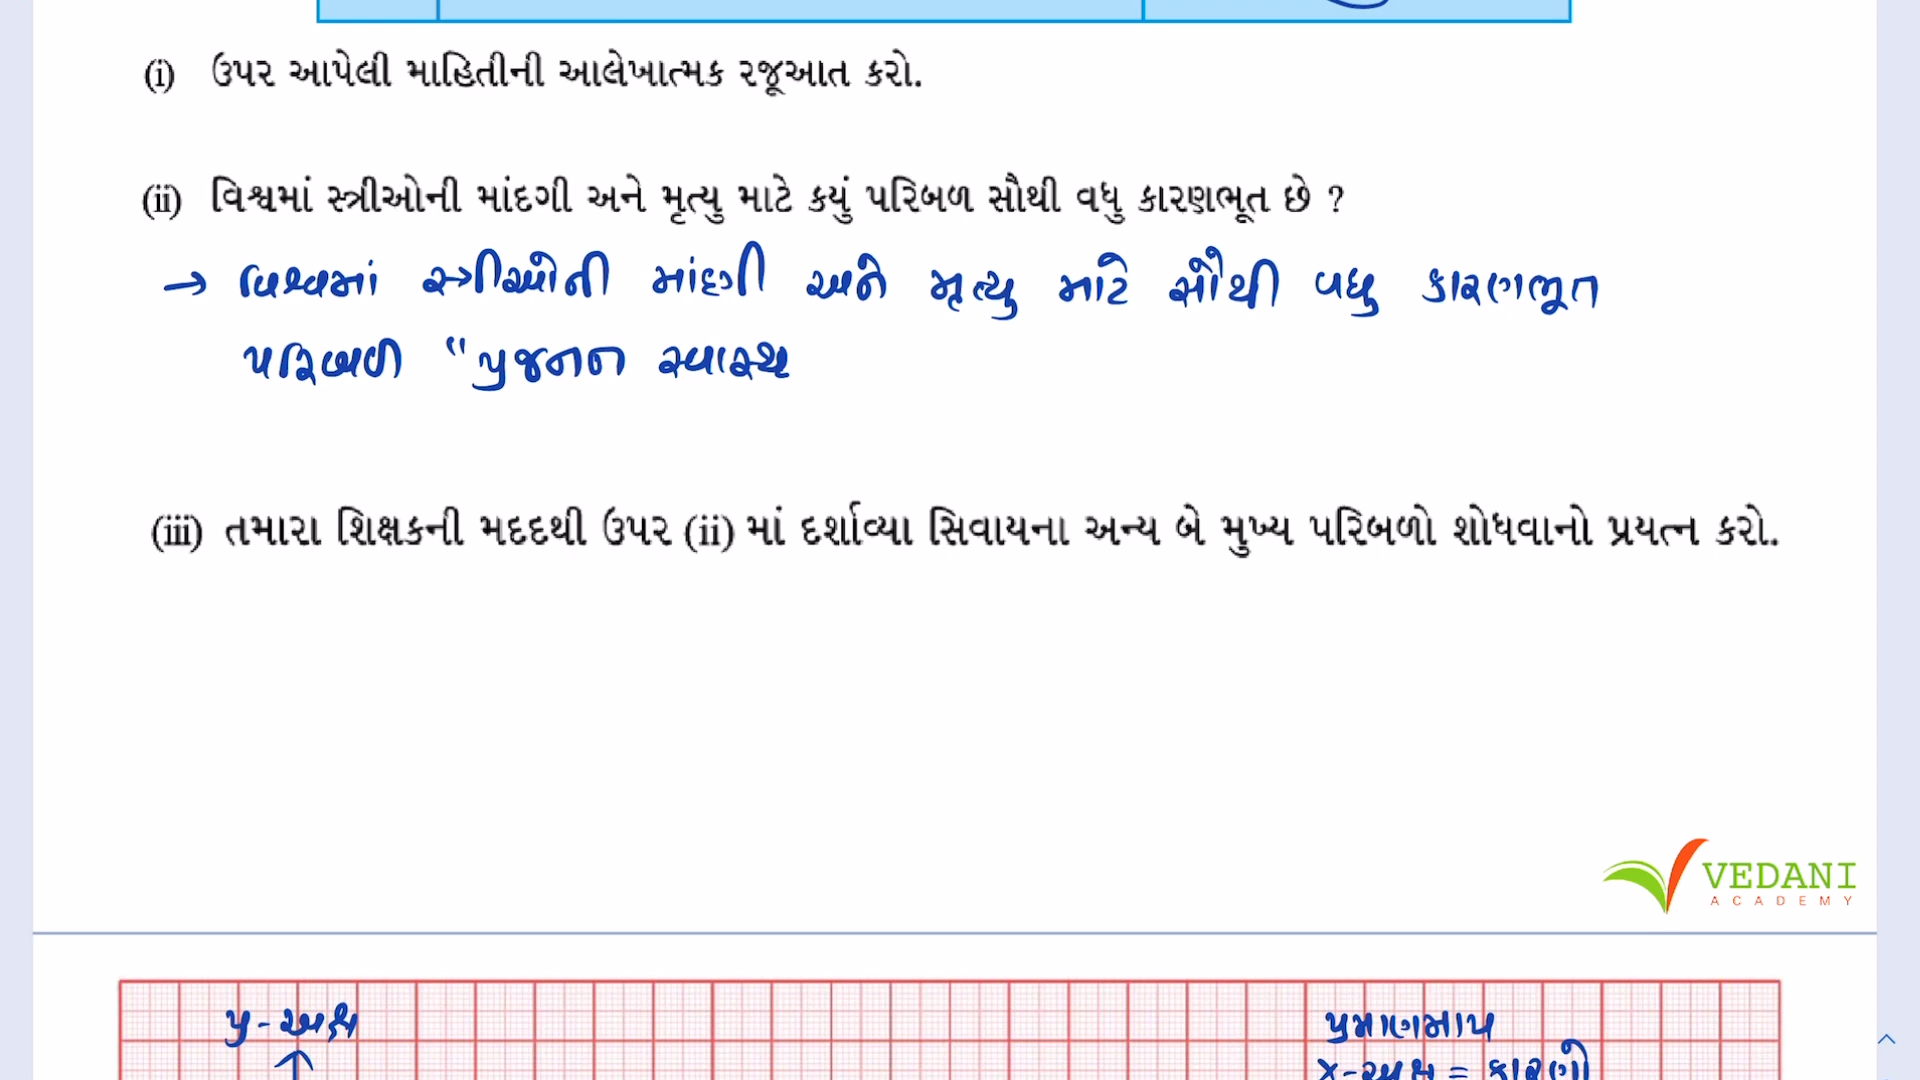 (i) ઉપર આપેલી માહિતીની આલેખાત્મક રજૂઆત કરો.
(ii) વિશ્વમાં સ્ત્રીઓની માંદગી અને મૃત્યુ માટે કયું પરિબળ સૌથી વધુ કારણભૂત છે ?
→ વિશ્વમાં સ્ત્રીઓની માંદગી અને મૃત્યુ માટે સૌથી વધુ કારણભૂત
પરિબળ "પ્રજનન સ્વાસ્થ
(iii) તમારા શિક્ષકની મદદથી ઉપર (ii) માં દર્શાવ્યા સિવાયના અન્ય બે મુખ્ય પરિબળો શોધવાનો પ્રયત્ન કરો.
VEDANI
ACADEMY
y-અક્ષ
પ્રમાણમાપ
x-અક્ષ = કારણો